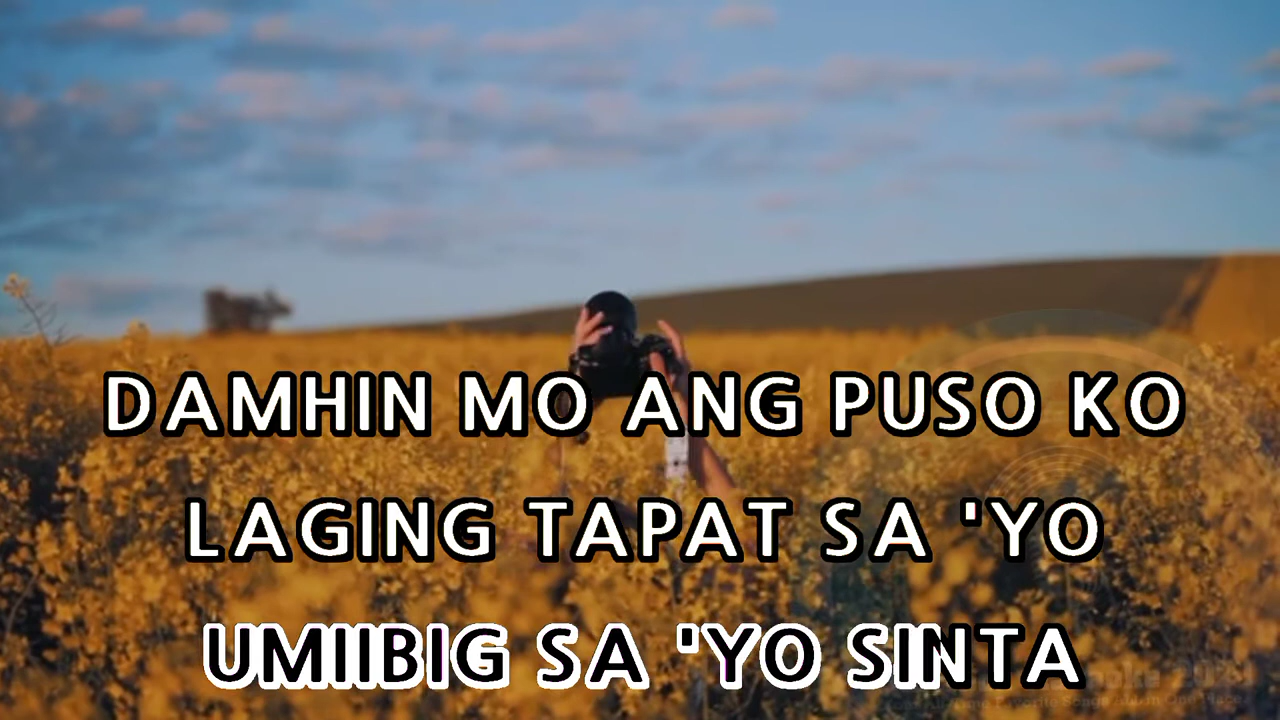 DAMHIN MO ANG PUSO KO
LAGING TAPAT SA 'YO
UMIIBIG SA 'YO SINTA